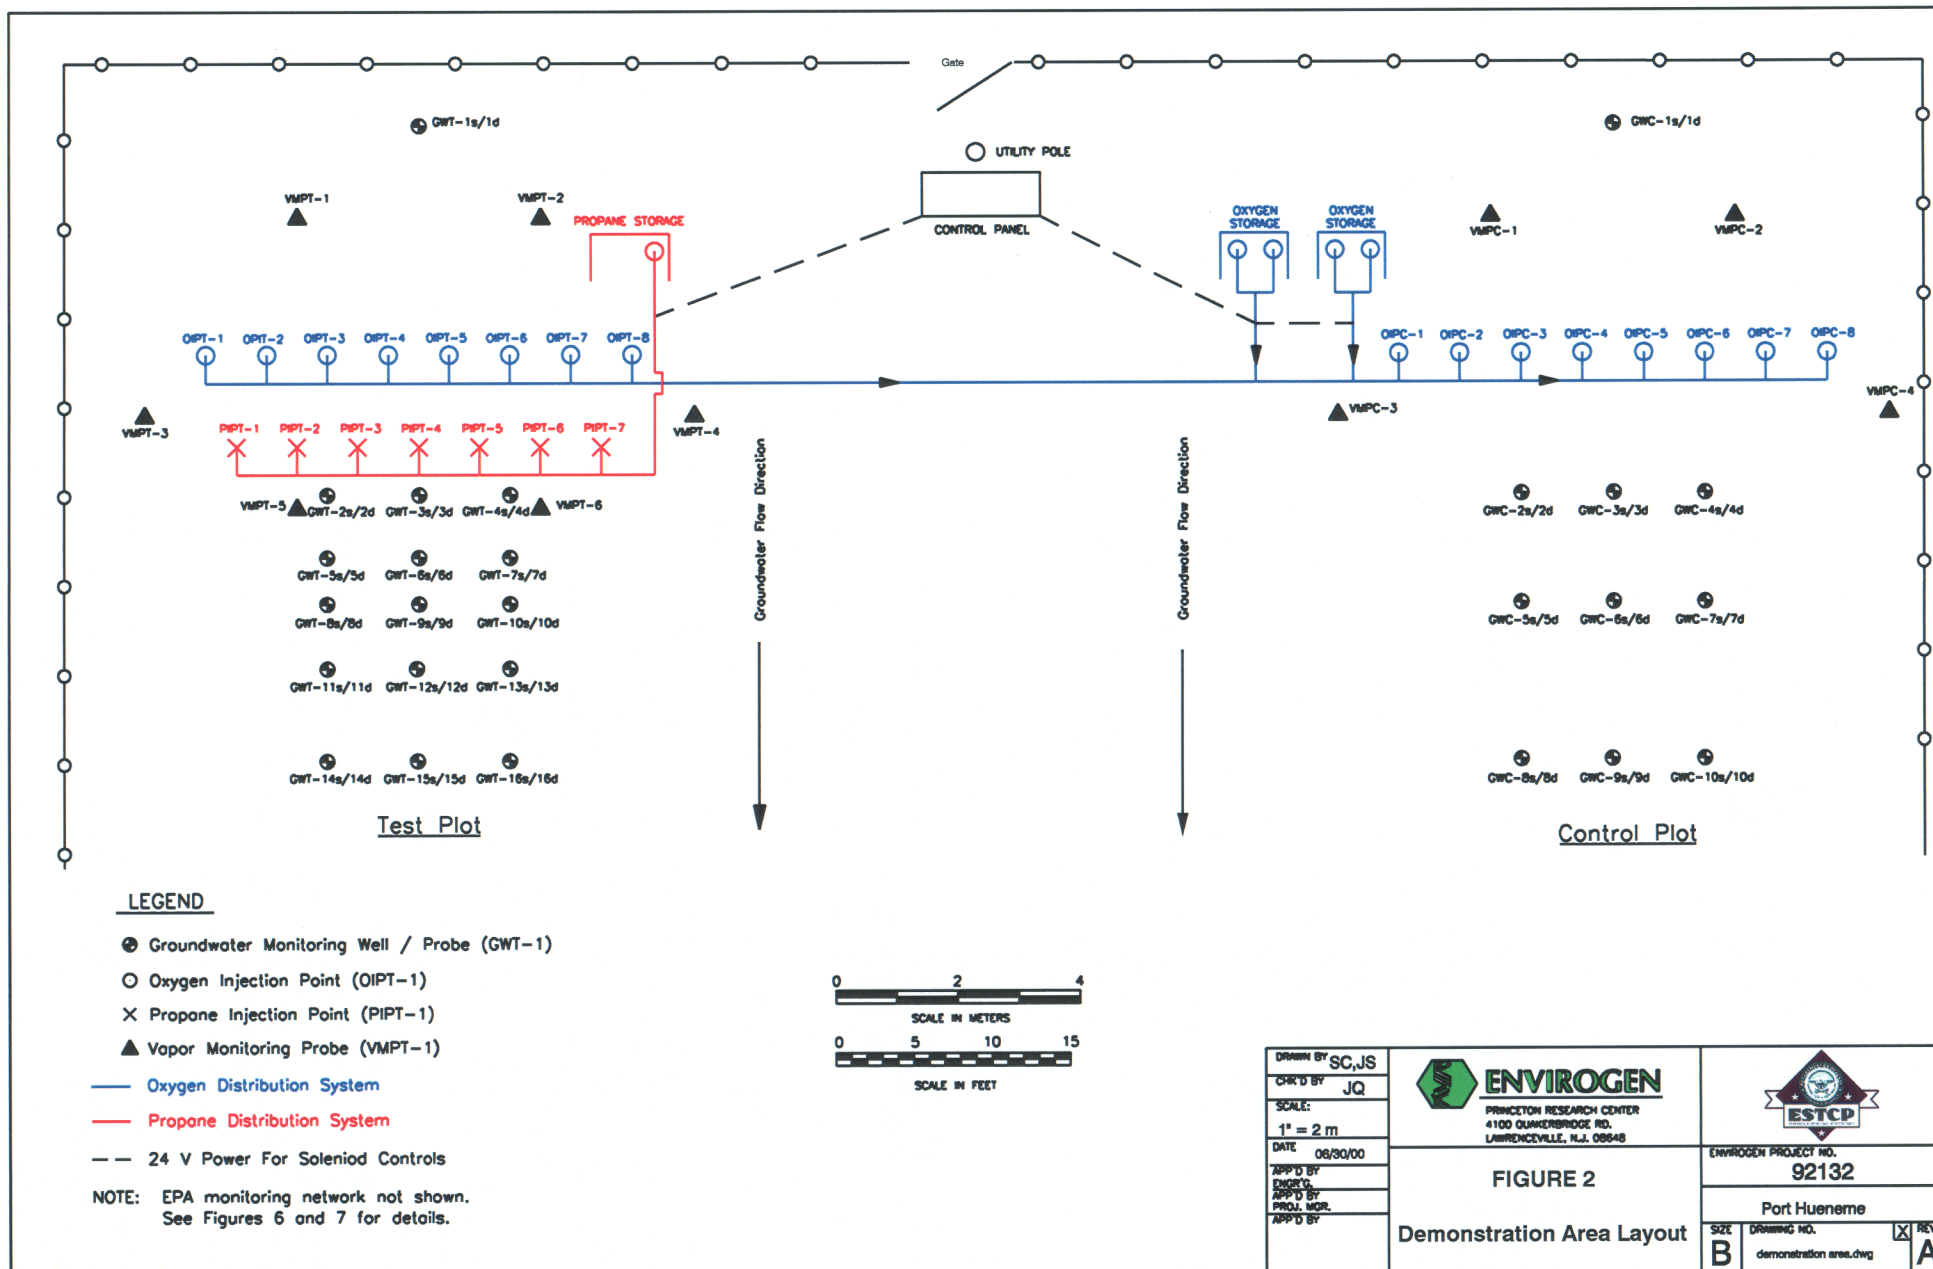 Gate
GWT-1s/1d
GWC-1s/1d
UTILITY POLE
VMPT-1
VMPT-2
PROPANE STORAGE
CONTROL PANEL
OXYGEN STORAGE
OXYGEN STORAGE
VMPC-1
VMPC-2
OIPT-1 OPIT-2 OIPT-3 OIPT-4 OIPT-5 OIPT-6 OIPT-7 OIPT-8
OIPC-1 OIPC-2 OIPC-3 OIPC-4 OIPC-5 OIPC-6 OIPC-7 OIPC-8
VMPT-3
PIPT-1 PIPT-2 PIPT-3 PIPT-4 PIPT-5 PIPT-6 PIPT-7
VMPT-4
VMPC-3
VMPC-4
Groundwater Flow Direction
Groundwater Flow Direction
VMPT-5 GWT-2s/2d GWT-3s/3d GWT-4s/4d VMPT-6
GWC-2s/2d GWC-3s/3d GWC-4s/4d
GWT-5s/5d GWT-6s/6d GWT-7s/7d
GWT-8s/8d GWT-9s/9d GWT-10s/10d
GWC-5s/5d GWC-6s/6d GWC-7s/7d
GWT-11s/11d GWT-12s/12d GWT-13s/13d
GWT-14s/14d GWT-15s/15d GWT-16s/16d
GWC-8s/8d GWC-9s/9d GWC-10s/10d
Test Plot
Control Plot
LEGEND
Groundwater Monitoring Well / Probe (GWT-1)
Oxygen Injection Point (OIPT-1)
Propane Injection Point (PIPT-1)
Vapor Monitoring Probe (VMPT-1)
Oxygen Distribution System
Propane Distribution System
24 V Power For Soleniod Controls
NOTE: EPA monitoring network not shown.
See Figures 6 and 7 for details.
0 2 4
SCALE IN METERS
0 5 10 15
SCALE IN FEET
DRAWN BY SC,JS
CHK'D BY JQ
SCALE:
1" = 2 m
DATE 06/30/00
APP'D BY
ENGR'G.
APP'D BY
PROJ. MGR.
APP'D BY
ENVIROGEN
PRINCETON RESEARCH CENTER
4100 QUAKERBRIDGE RD.
LAWRENCEVILLE, N.J. 08648
FIGURE 2
Demonstration Area Layout
ESTCP
ENVIROGEN PROJECT NO.
92132
Port Hueneme
SIZE
B
DRAWING NO.
demonstration area.dwg
X
REV
A